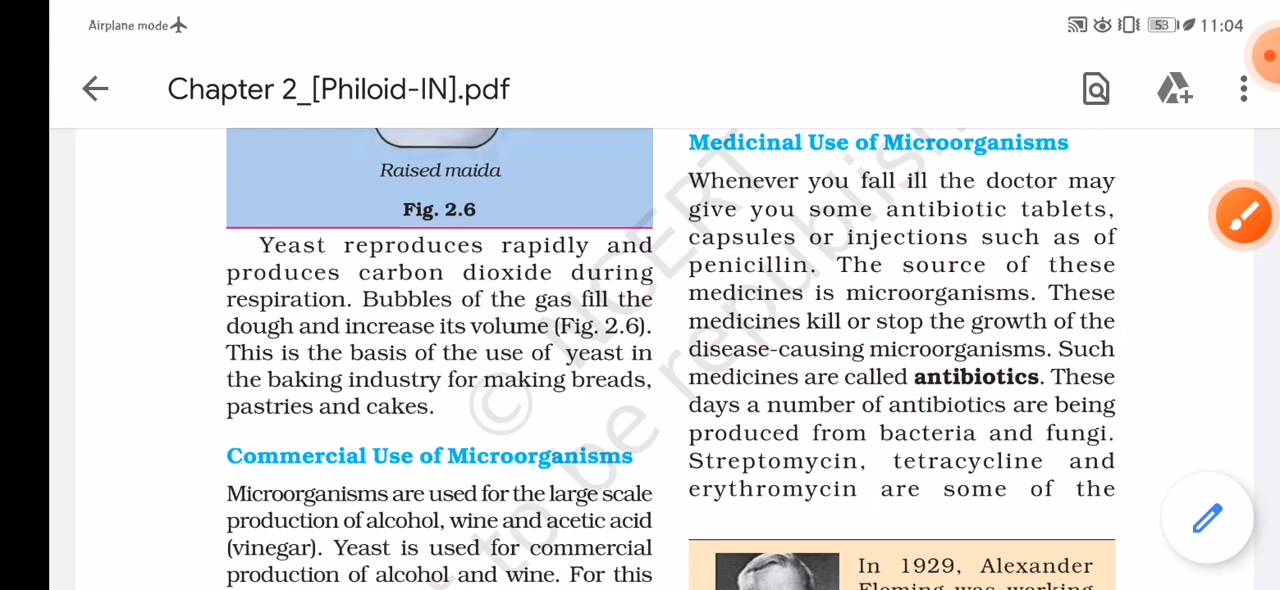 Airplane mode
53 11:04
Chapter 2_[Philoid-IN].pdf
Raised maida
Fig. 2.6
Yeast reproduces rapidly and
produces carbon dioxide during
respiration. Bubbles of the gas fill the
dough and increase its volume (Fig. 2.6).
This is the basis of the use of yeast in
the baking industry for making breads,
pastries and cakes.
Commercial Use of Microorganisms
Microorganisms are used for the large scale
production of alcohol, wine and acetic acid
(vinegar). Yeast is used for commercial
production of alcohol and wine. For this
Medicinal Use of Microorganisms
Whenever you fall ill the doctor may
give you some antibiotic tablets,
capsules or injections such as of
penicillin. The source of these
medicines is microorganisms. These
medicines kill or stop the growth of the
disease-causing microorganisms. Such
medicines are called antibiotics. These
days a number of antibiotics are being
produced from bacteria and fungi.
Streptomycin, tetracycline and
erythromycin are some of the
In 1929, Alexander
Fleming was working
© NCERT
to be republish